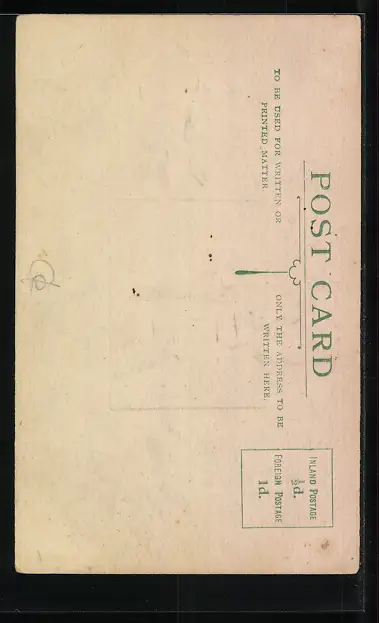 POST CARD
TO BE USED FOR WRITTEN OR
PRINTED MATTER.
ONLY THE ADDRESS TO BE
WRITTEN HERE.
INLAND POSTAGE
½d.
FOREIGN POSTAGE
1d.